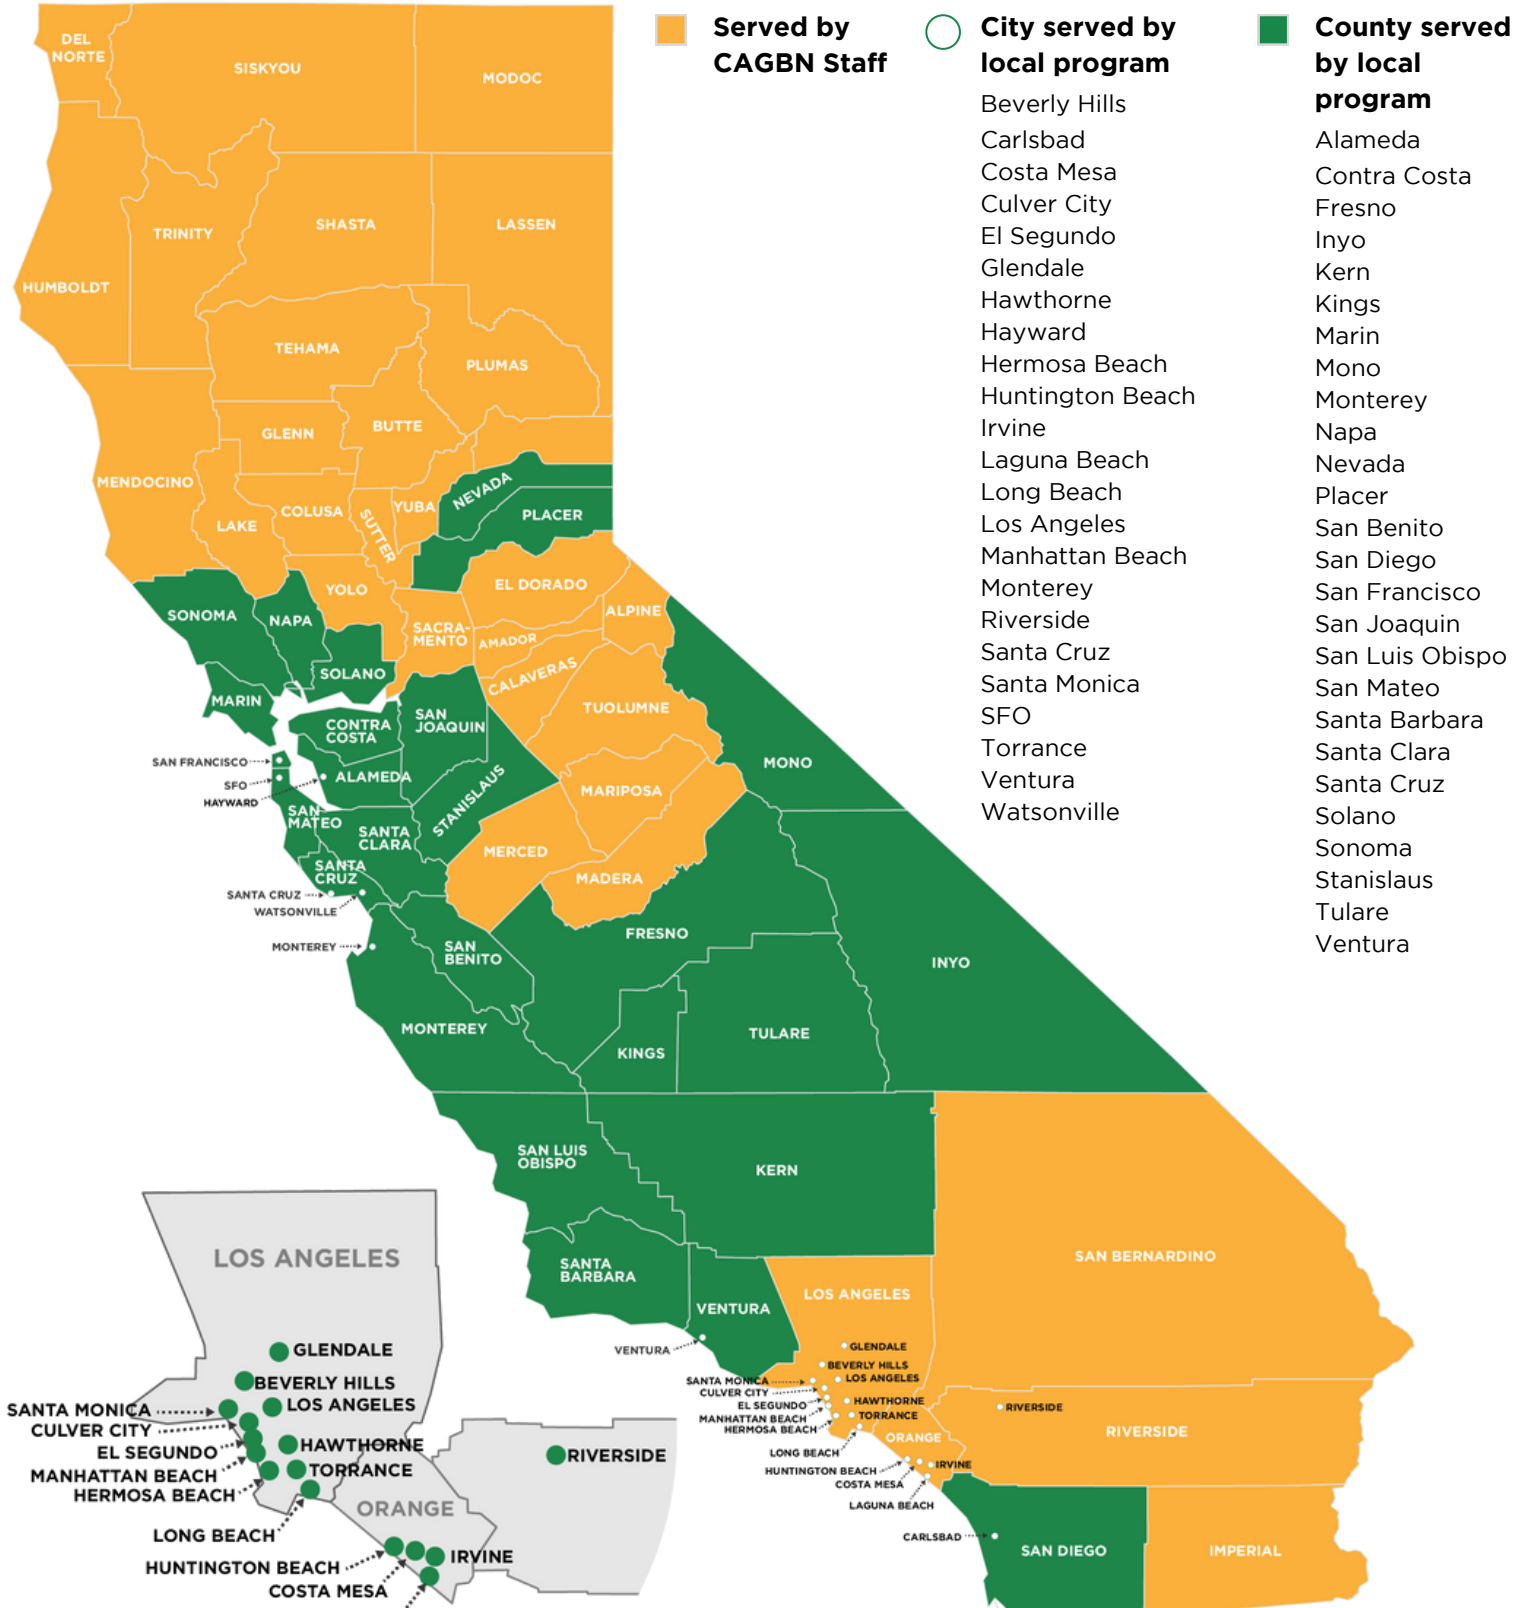 Served by
CAGBN Staff
City served by
local program
Beverly Hills
Carlsbad
Costa Mesa
Culver City
El Segundo
Glendale
Hawthorne
Hayward
Hermosa Beach
Huntington Beach
Irvine
Laguna Beach
Long Beach
Los Angeles
Manhattan Beach
Monterey
Riverside
Santa Cruz
Santa Monica
SFO
Torrance
Ventura
Watsonville
County served
by local
program
Alameda
Contra Costa
Fresno
Inyo
Kern
Kings
Marin
Mono
Monterey
Napa
Nevada
Placer
San Benito
San Diego
San Francisco
San Joaquin
San Luis Obispo
San Mateo
Santa Barbara
Santa Clara
Santa Cruz
Solano
Sonoma
Stanislaus
Tulare
Ventura
DEL
NORTE
SISKYOU
MODOC
HUMBOLDT
TRINITY
SHASTA
LASSEN
TEHAMA
PLUMAS
GLENN
BUTTE
MENDOCINO
LAKE
COLUSA
SUTTER
YUBA
NEVADA
PLACER
YOLO
EL DORADO
SONOMA
NAPA
SACRA-
MENTO
AMADOR
ALPINE
SOLANO
CALAVERAS
MARIN
CONTRA
COSTA
SAN
JOAQUIN
TUOLUMNE
SAN FRANCISCO
SFO
HAYWARD
ALAMEDA
STANISLAUS
MARIPOSA
MONO
SAN
MATEO
SANTA
CLARA
MERCED
SANTA
CRUZ
MADERA
SANTA CRUZ
WATSONVILLE
MONTEREY
SAN
BENITO
FRESNO
INYO
MONTEREY
KINGS
TULARE
SAN LUIS
OBISPO
KERN
SANTA
BARBARA
VENTURA
VENTURA
LOS ANGELES
SAN BERNARDINO
GLENDALE
BEVERLY HILLS
SANTA MONICA
LOS ANGELES
CULVER CITY
EL SEGUNDO
HAWTHORNE
MANHATTAN BEACH
TORRANCE
HERMOSA BEACH
RIVERSIDE
RIVERSIDE
ORANGE
LONG BEACH
HUNTINGTON BEACH
IRVINE
COSTA MESA
LAGUNA BEACH
CARLSBAD
SAN DIEGO
IMPERIAL
LOS ANGELES
GLENDALE
BEVERLY HILLS
SANTA MONICA
LOS ANGELES
CULVER CITY
EL SEGUNDO
HAWTHORNE
MANHATTAN BEACH
TORRANCE
HERMOSA BEACH
RIVERSIDE
ORANGE
LONG BEACH
HUNTINGTON BEACH
IRVINE
COSTA MESA